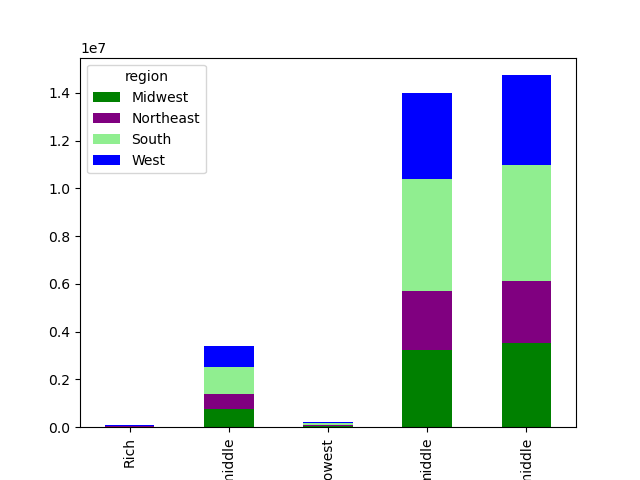 1e7
region
Midwest
Northeast
South
West
1.4
1.2
1.0
0.8
0.6
0.4
0.2
0.0
Rich
middle
owest
middle
middle